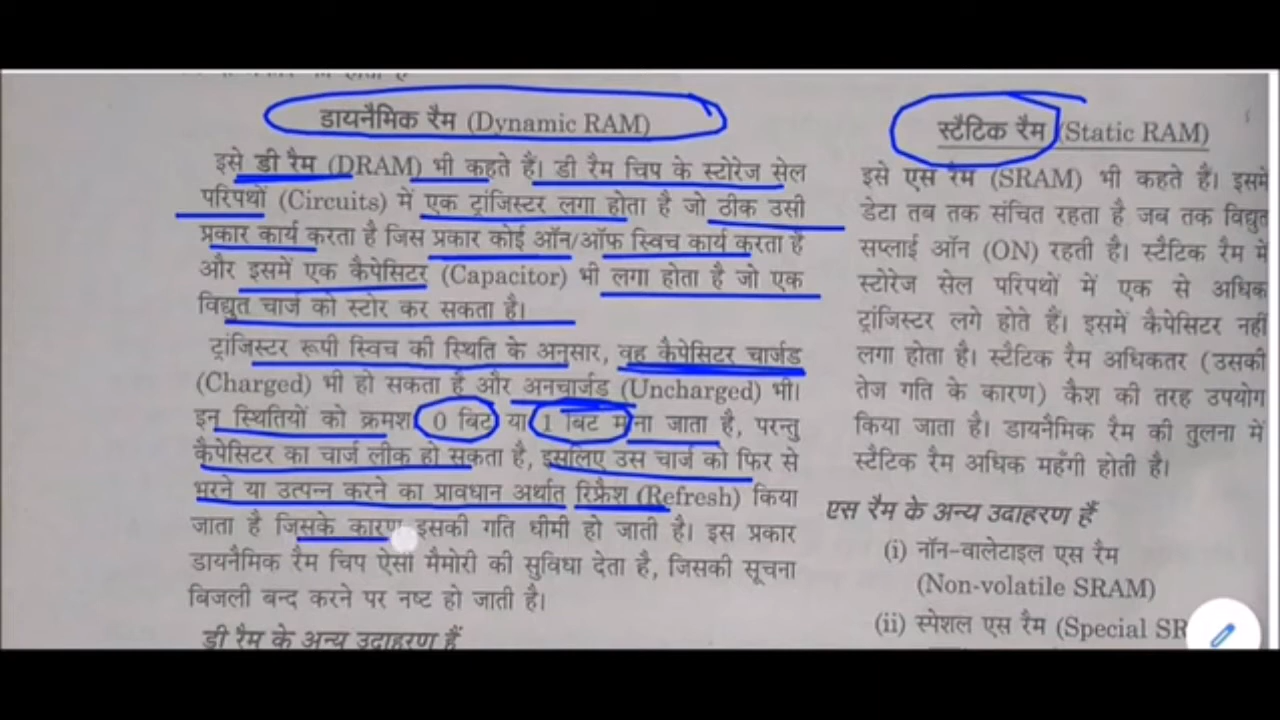 डायनैमिक रैम (Dynamic RAM)
इसे डी रैम (DRAM) भी कहते हैं। डी रैम चिप के स्टोरेज सेल
परिपथों (Circuits) में एक ट्रांजिस्टर लगा होता है जो ठीक उसी
प्रकार कार्य करता है जिस प्रकार कोई ऑन/ऑफ स्विच कार्य करता है
और इसमें एक कैपेसिटर (Capacitor) भी लगा होता है जो एक
विद्युत चार्ज को स्टोर कर सकता है।
ट्रांजिस्टर रूपी स्विच की स्थिति के अनुसार, वह कैपेसिटर चार्जड
(Charged) भी हो सकता है और अनचार्जड (Uncharged) भी।
इन स्थितियों को क्रमश 0 बिट या 1 बिट माना जाता है, परन्तु
कैपेसिटर का चार्ज लीक हो सकता है, इसलिए उस चार्ज को फिर से
भरने या उत्पन्न करने का प्रावधान अर्थात रिफ्रैश (Refresh) किया
जाता है जिसके कारण इसकी गति धीमी हो जाती है। इस प्रकार
डायनैमिक रैम चिप ऐसी मैमोरी की सुविधा देता है, जिसकी सूचना
बिजली बन्द करने पर नष्ट हो जाती है।
डी रैम के अन्य उदाहरण हैं
स्टैटिक रैम (Static RAM)
इसे एस रैम (SRAM) भी कहते हैं। इसमें
डेटा तब तक संचित रहता है जब तक विद्युत
सप्लाई ऑन (ON) रहती है। स्टैटिक रैम में
स्टोरेज सेल परिपथों में एक से अधिक
ट्रांजिस्टर लगे होते हैं। इसमें कैपेसिटर नहीं
लगा होता है। स्टैटिक रैम अधिकतर (उसकी
तेज गति के कारण) कैश की तरह उपयोग
किया जाता है। डायनैमिक रैम की तुलना में
स्टैटिक रैम अधिक महँगी होती है।
एस रैम के अन्य उदाहरण हैं
(i) नॉन-वालेटाइल एस रैम
(Non-volatile SRAM)
(ii) स्पेशल एस रैम (Special SR